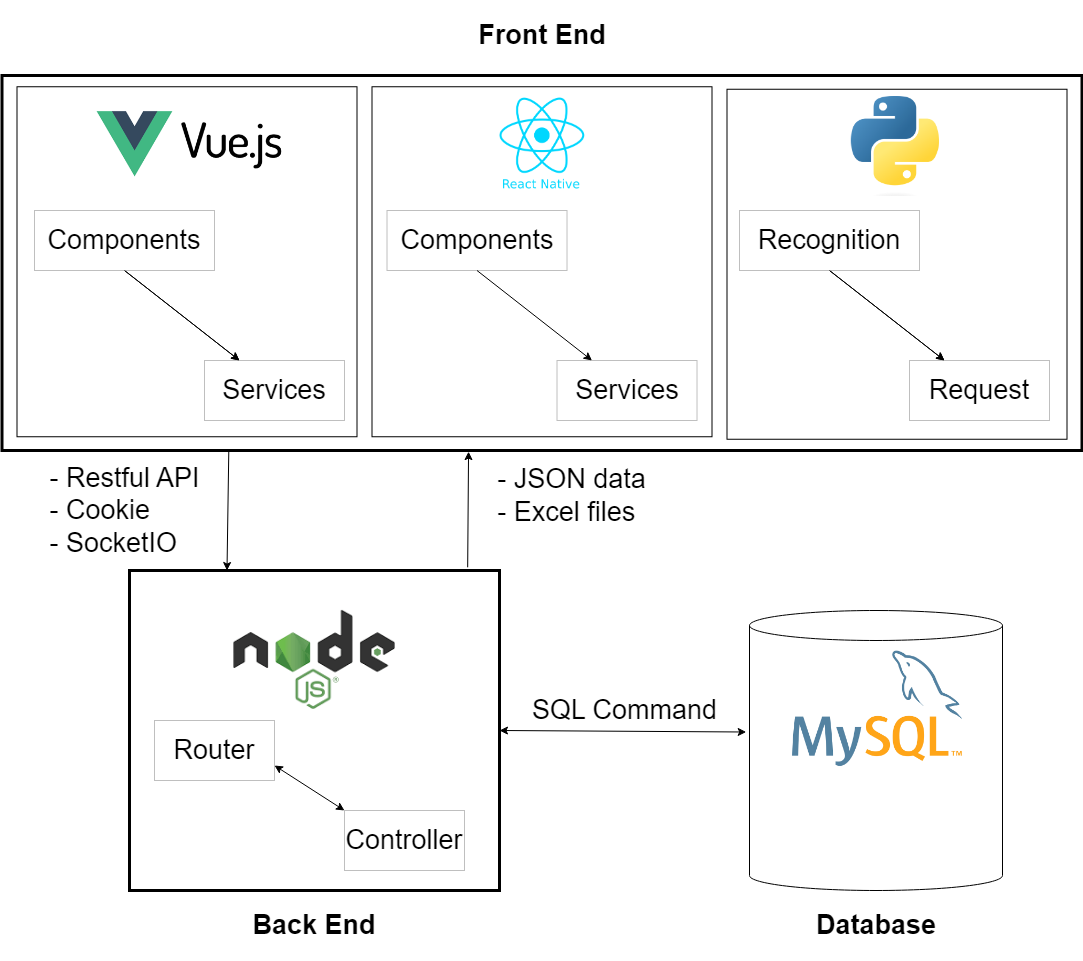 Front End
Vue.js
React Native
Components
Components
Recognition
Services
Services
Request
- Restful API
- Cookie
- SocketIO
- JSON data
- Excel files
node
JS®
SQL Command
MySQL™
Router
Controller
Back End
Database